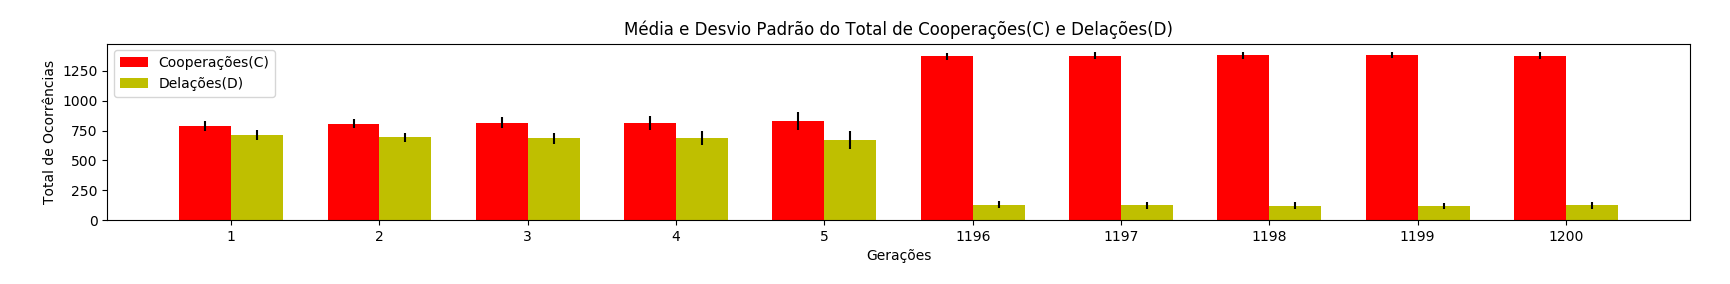 Média e Desvio Padrão do Total de Cooperações(C) e Delações(D)
Cooperações(C)
Delações(D)
Total de Ocorrências
1250
1000
750
500
250
0
1 2 3 4 5 1196 1197 1198 1199 1200
Gerações